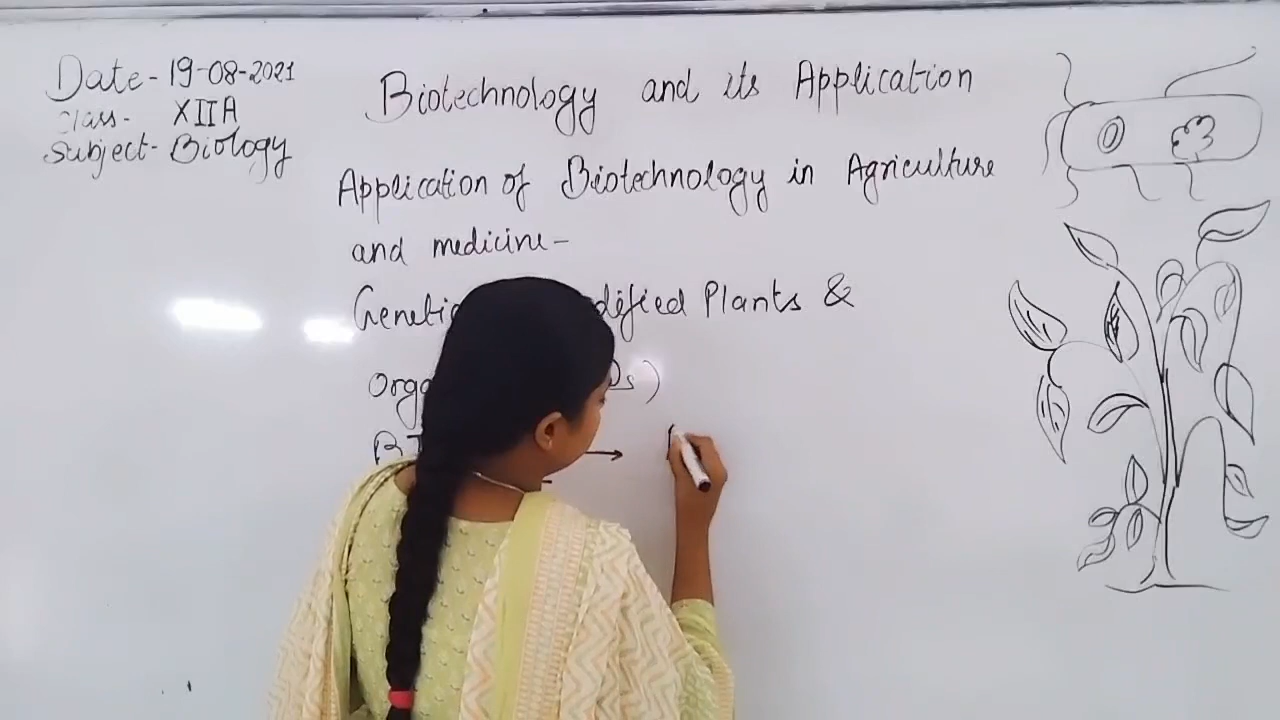 Date - 19-08-2021
Class - XII A
Subject - Biology
Biotechnology and its Application
Application of Biotechnology in Agriculture
and medicine -
Plants &